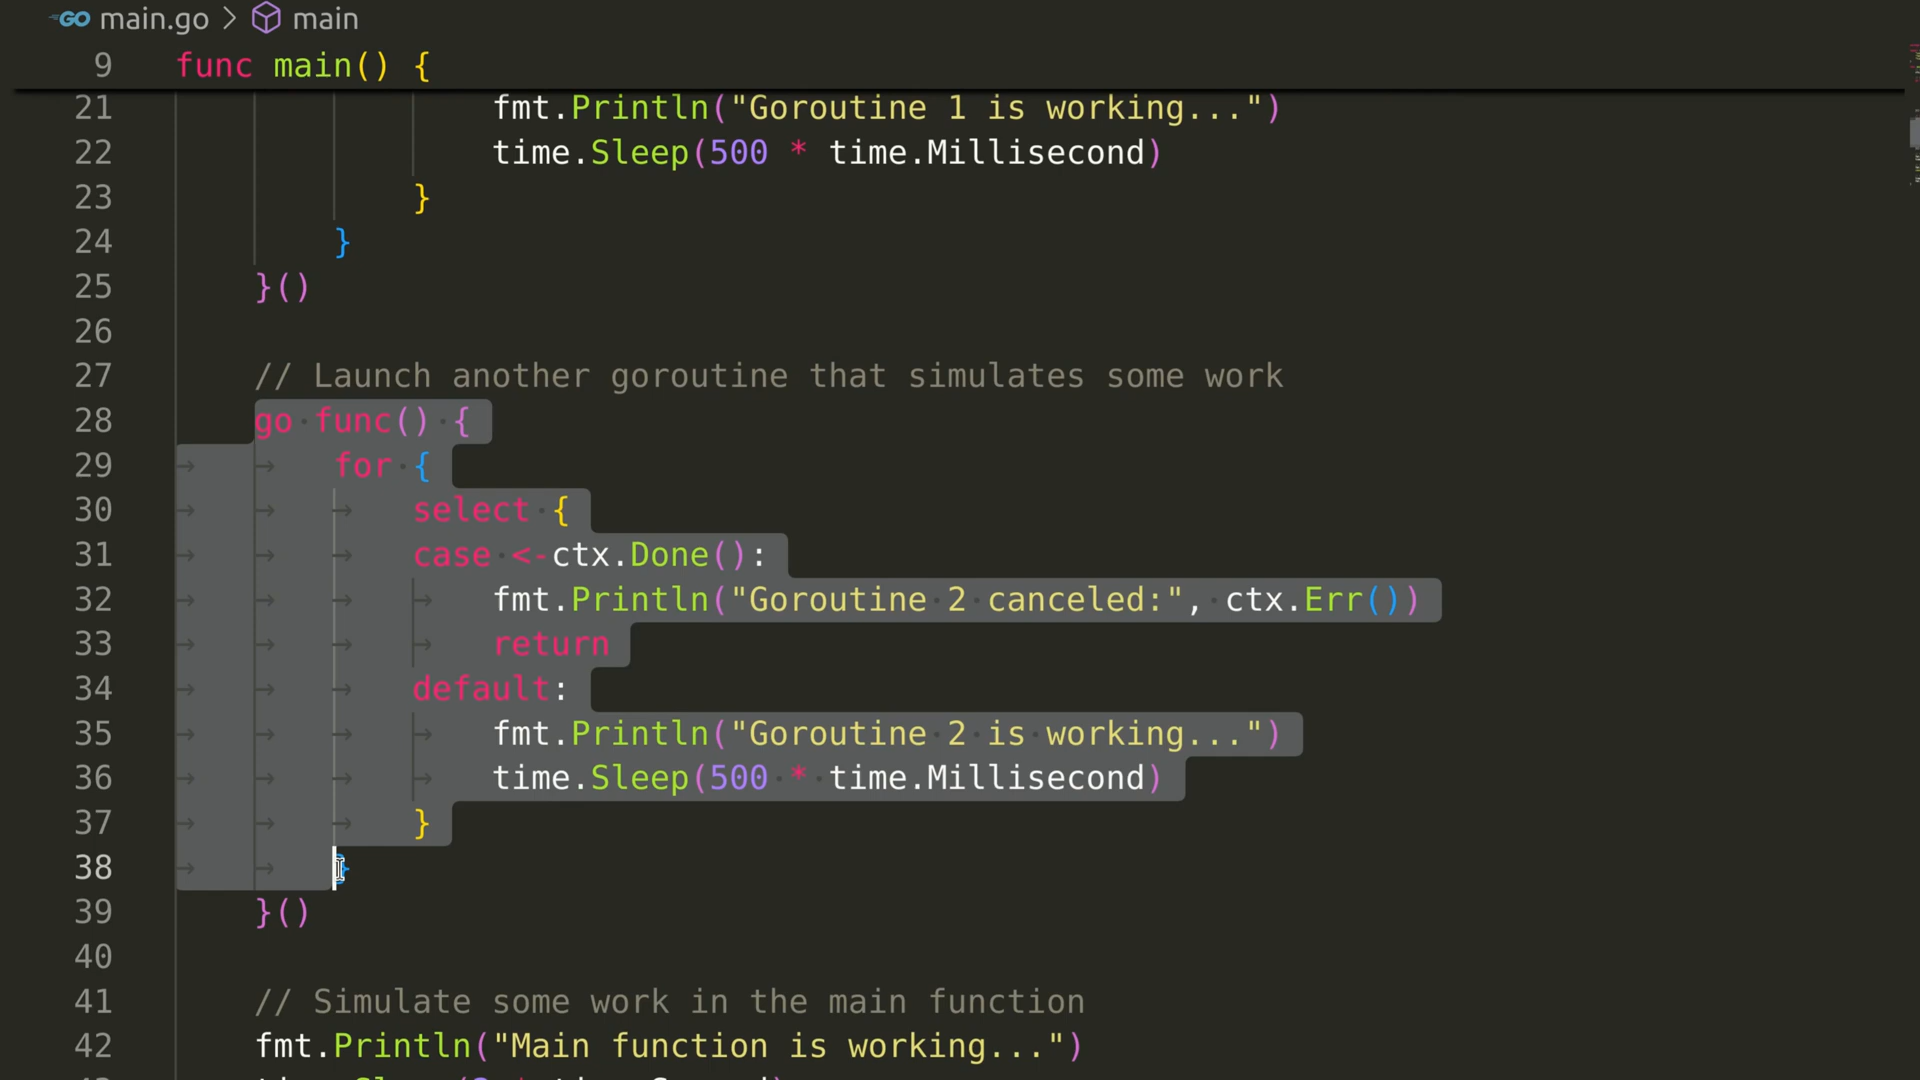 GO main.go > main
9 func main() {
21 fmt.Println("Goroutine 1 is working...")
22 time.Sleep(500 * time.Millisecond)
23 }
24 }
25 }()
26
27 // Launch another goroutine that simulates some work
28 go func() {
29 for {
30 select {
31 case <-ctx.Done():
32 fmt.Println("Goroutine 2 canceled:", ctx.Err())
33 return
34 default:
35 fmt.Println("Goroutine 2 is working...")
36 time.Sleep(500 * time.Millisecond)
37 }
38 }
39 }()
40
41 // Simulate some work in the main function
42 fmt.Println("Main function is working...")